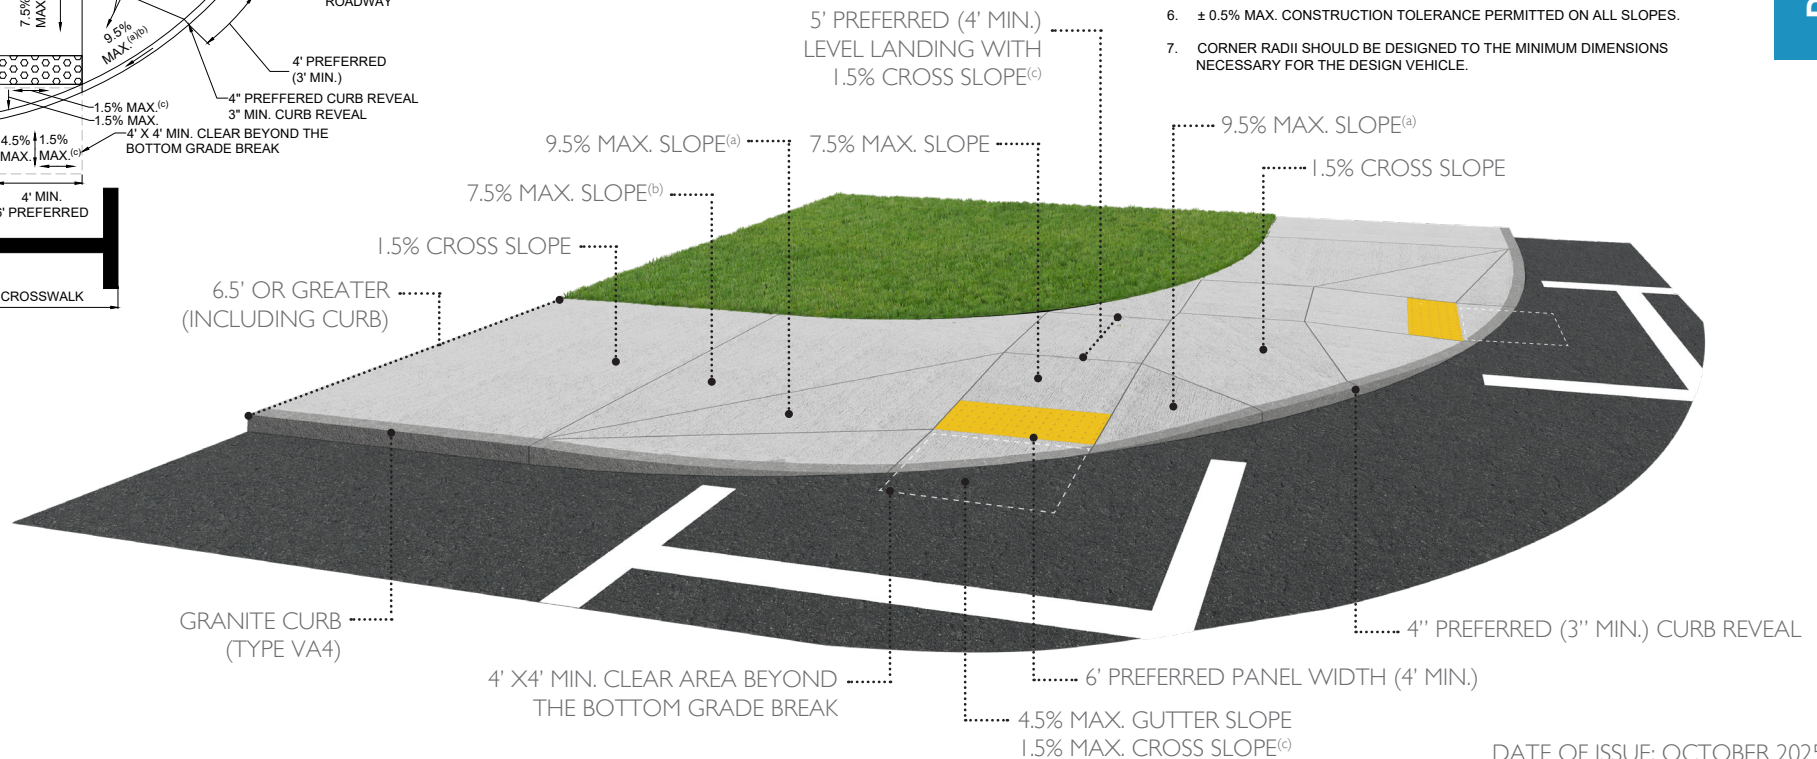 7.5%
MAX.
9.5%
MAX.(a)(b)
ROADWAY
4' PREFERRED
(3' MIN.)
4" PREFFERED CURB REVEAL
3" MIN. CURB REVEAL
1.5% MAX.(c)
1.5% MAX.
4' X 4' MIN. CLEAR BEYOND THE
BOTTOM GRADE BREAK
4.5%
MAX.
1.5%
MAX.(c)
4' MIN.
6' PREFERRED
CROSSWALK
6. ± 0.5% MAX. CONSTRUCTION TOLERANCE PERMITTED ON ALL SLOPES.
7. CORNER RADII SHOULD BE DESIGNED TO THE MINIMUM DIMENSIONS
NECESSARY FOR THE DESIGN VEHICLE.
5' PREFERRED (4' MIN.)
LEVEL LANDING WITH
1.5% CROSS SLOPE(c)
9.5% MAX. SLOPE(a)
7.5% MAX. SLOPE
9.5% MAX. SLOPE(a)
1.5% CROSS SLOPE
7.5% MAX. SLOPE(b)
1.5% CROSS SLOPE
6.5' OR GREATER
(INCLUDING CURB)
GRANITE CURB
(TYPE VA4)
4' X4' MIN. CLEAR AREA BEYOND
THE BOTTOM GRADE BREAK
4'' PREFERRED (3'' MIN.) CURB REVEAL
6' PREFERRED PANEL WIDTH (4' MIN.)
4.5% MAX. GUTTER SLOPE
1.5% MAX. CROSS SLOPE(c)
DATE OF ISSUE: OCTOBER 2025